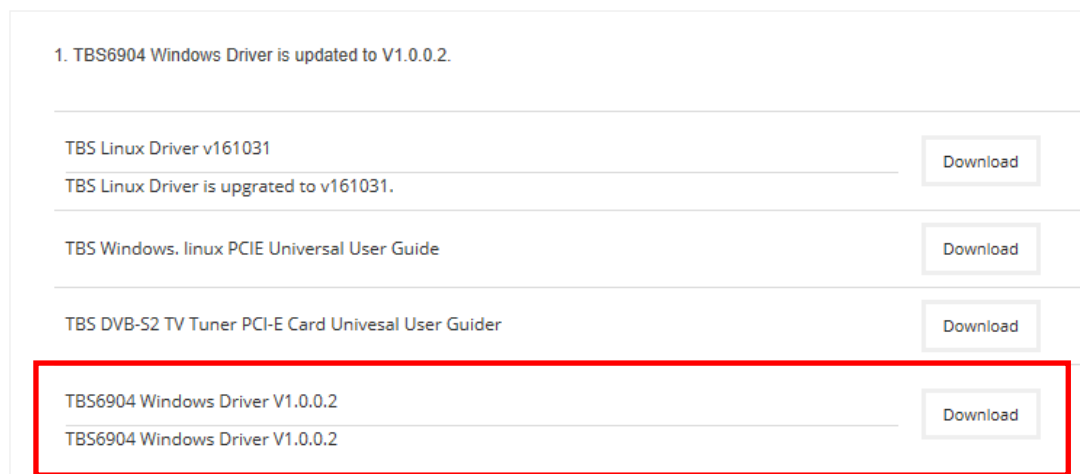 1. TBS6904 Windows Driver is updated to V1.0.0.2.
TBS Linux Driver v161031
Download
TBS Linux Driver is upgrated to v161031.
TBS Windows. linux PCIE Universal User Guide
Download
TBS DVB-S2 TV Tuner PCI-E Card Univesal User Guider
Download
TBS6904 Windows Driver V1.0.0.2
Download
TBS6904 Windows Driver V1.0.0.2